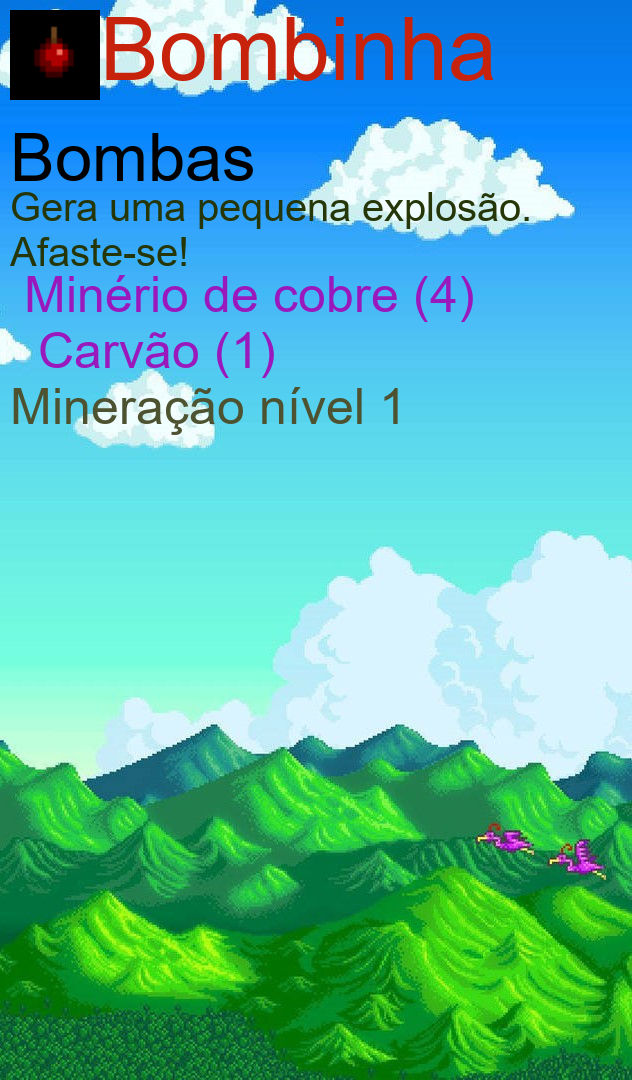 Bombinha
Bombas
Gera uma pequena explosão.
Afaste-se!
Minério de cobre (4)
Carvão (1)
Mineração nível 1